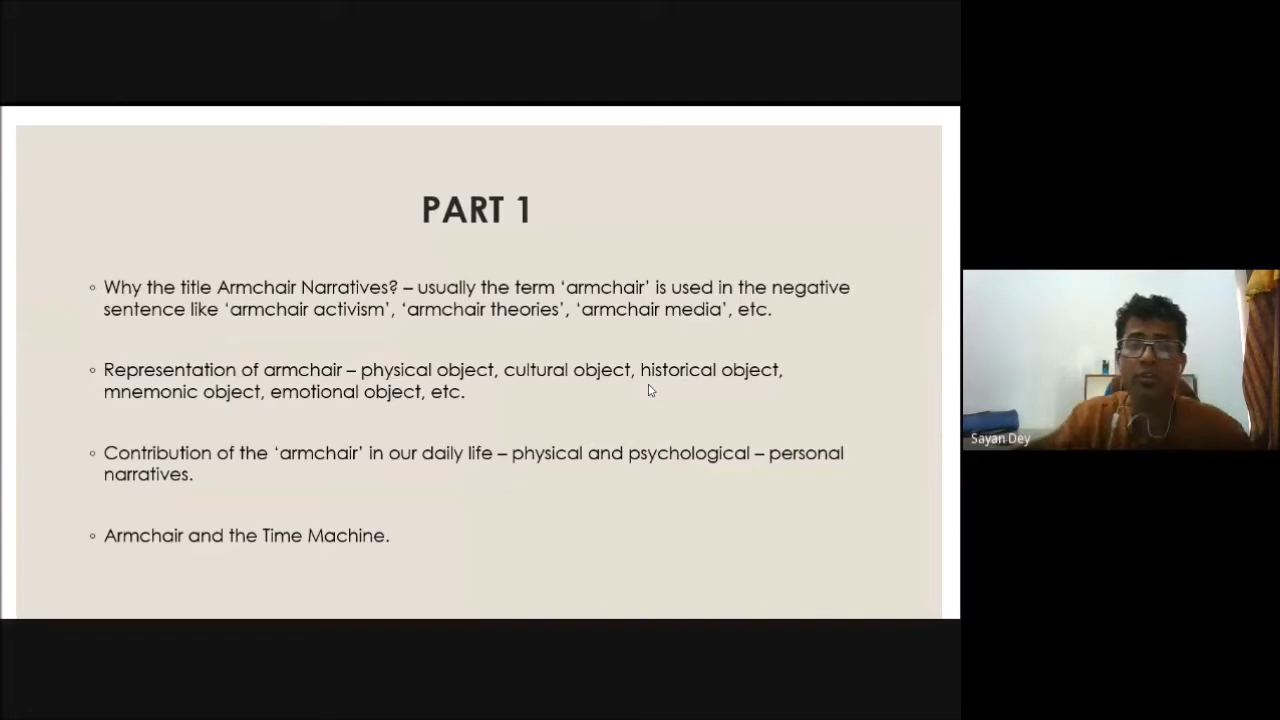 PART 1
◦ Why the title Armchair Narratives? – usually the term ‘armchair’ is used in the negative
sentence like ‘armchair activism’, ‘armchair theories’, ‘armchair media’, etc.
◦ Representation of armchair – physical object, cultural object, historical object,
mnemonic object, emotional object, etc.
◦ Contribution of the ‘armchair’ in our daily life – physical and psychological – personal
narratives.
◦ Armchair and the Time Machine.
Sayan Dey